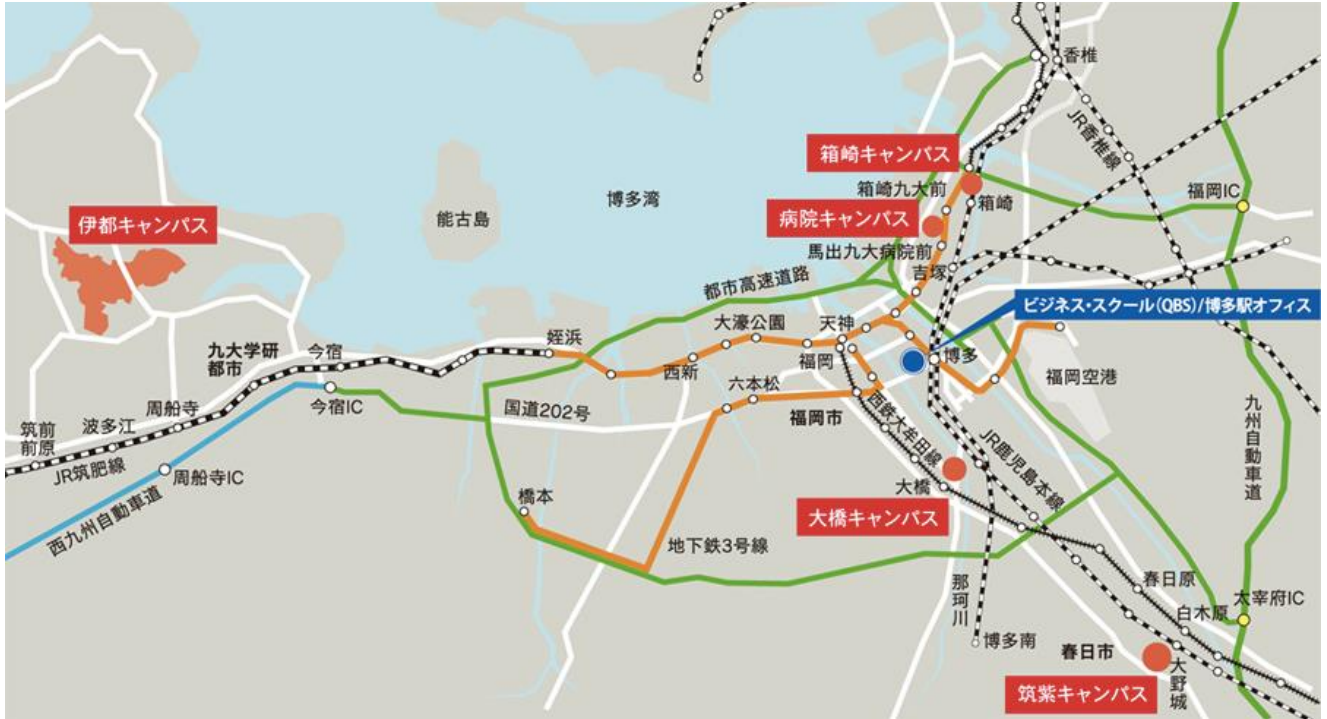 香椎
JR香椎線
箱崎キャンパス
箱崎九大前
箱崎
福岡IC
伊都キャンパス
能古島
博多湾
病院キャンパス
馬出九大病院前
吉塚
都市高速道路
ビジネス・スクール(QBS)/博多駅オフィス
大濠公園
天神
姪浜
福岡
博多
九大学研
都市
今宿
西新
六本松
福岡空港
今宿IC
国道202号
福岡市
九州自動車道
周船寺
波多江
筑前
前原
JR筑肥線
周船寺IC
西九州自動車道
西鉄大牟田線
JR鹿児島本線
大橋
橋本
大橋キャンパス
地下鉄3号線
那珂川
春日原
白木原
太宰府IC
博多南
春日市
大野城
筑紫キャンパス